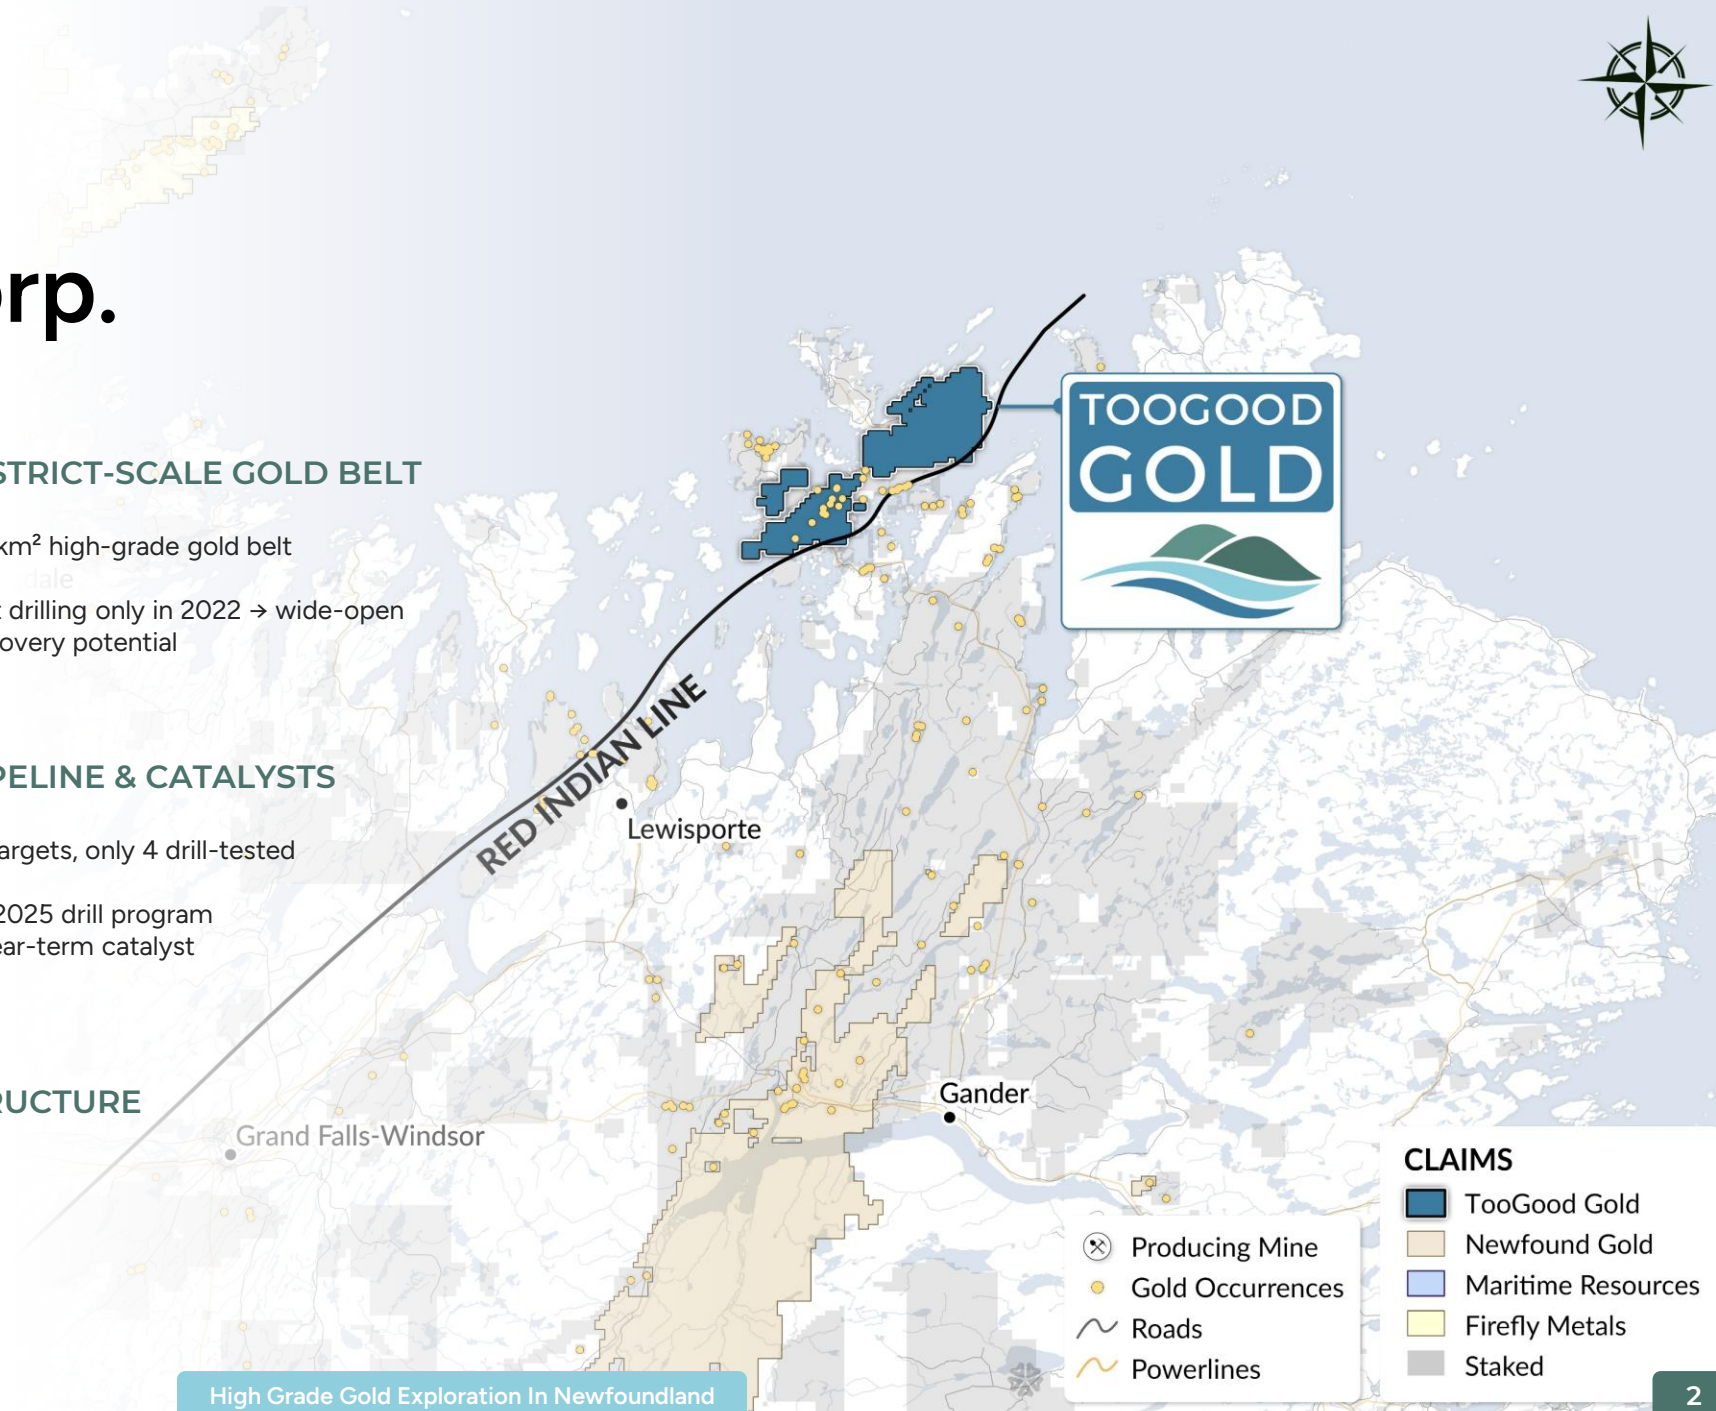 orp.
STRICT-SCALE GOLD BELT
km² high-grade gold belt
dale
t drilling only in 2022 → wide-open
overy potential
PELINE & CATALYSTS
argets, only 4 drill-tested
2025 drill program
ear-term catalyst
RUCTURE
TOOGOOD
GOLD
RED INDIAN LINE
Lewisporte
Gander
Grand Falls-Windsor
Producing Mine
Gold Occurrences
Roads
Powerlines
CLAIMS
TooGood Gold
Newfound Gold
Maritime Resources
Firefly Metals
Staked
High Grade Gold Exploration In Newfoundland
2